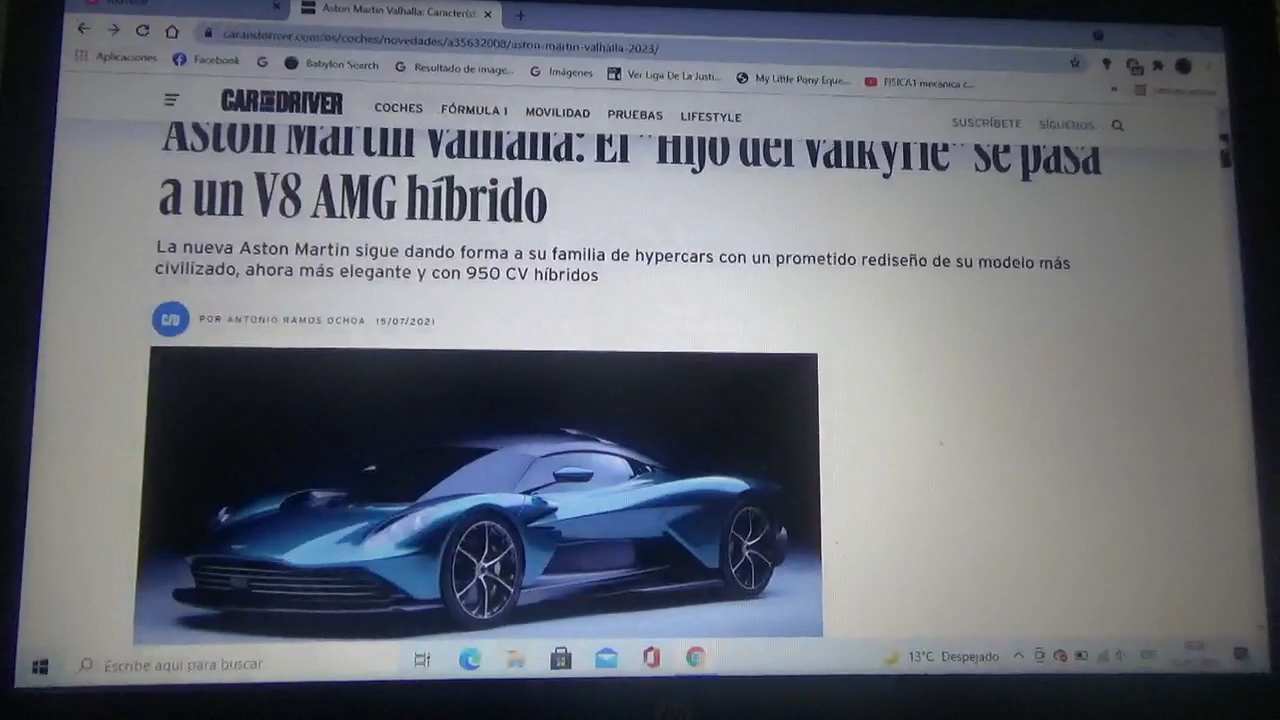 Aston Martin Valhalla: Característ
caranddriver.com/es/coches/novedades/a35632008/aston-martin-valhalla-2023/
Aplicaciones Facebook Babylon Search Resultado de image... Imágenes Ver Liga De La Justi... My Little Pony Eque... FISICA1 mecánica c...
CAR AND DRIVER COCHES FÓRMULA 1 MOVILIDAD PRUEBAS LIFESTYLE SUSCRÍBETE SÍGUENOS
Aston Martin Valhalla: El "Hijo del Valkyrie" se pasa
a un V8 AMG híbrido
La nueva Aston Martin sigue dando forma a su familia de hypercars con un prometido rediseño de su modelo más
civilizado, ahora más elegante y con 950 CV híbridos
C/D POR ANTONIO RAMOS OCHOA 15/07/2021
Escribe aquí para buscar 13°C Despejado